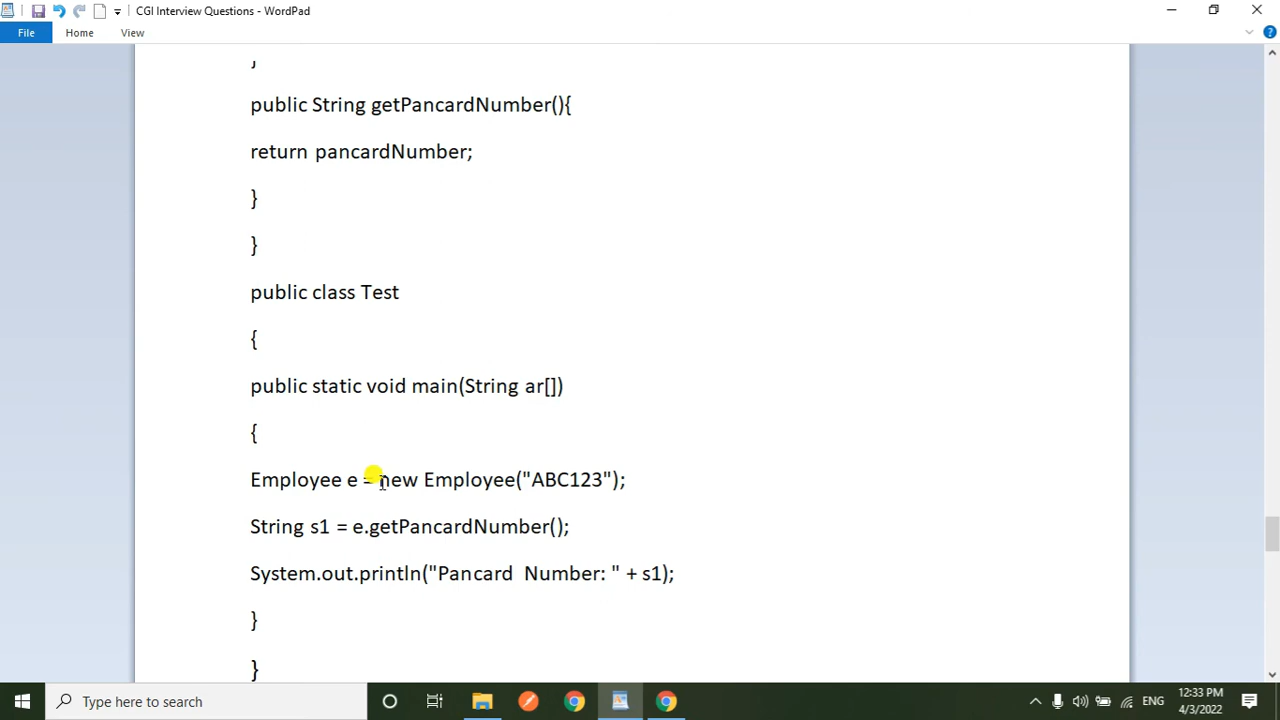 CGI Interview Questions - WordPad
File Home View
}
public String getPancardNumber(){
return pancardNumber;
}
}
public class Test
{
public static void main(String ar[])
{
Employee e = new Employee("ABC123");
String s1 = e.getPancardNumber();
System.out.println("Pancard  Number: " + s1);
}
}
Type here to search
ENG
12:33 PM
4/3/2022